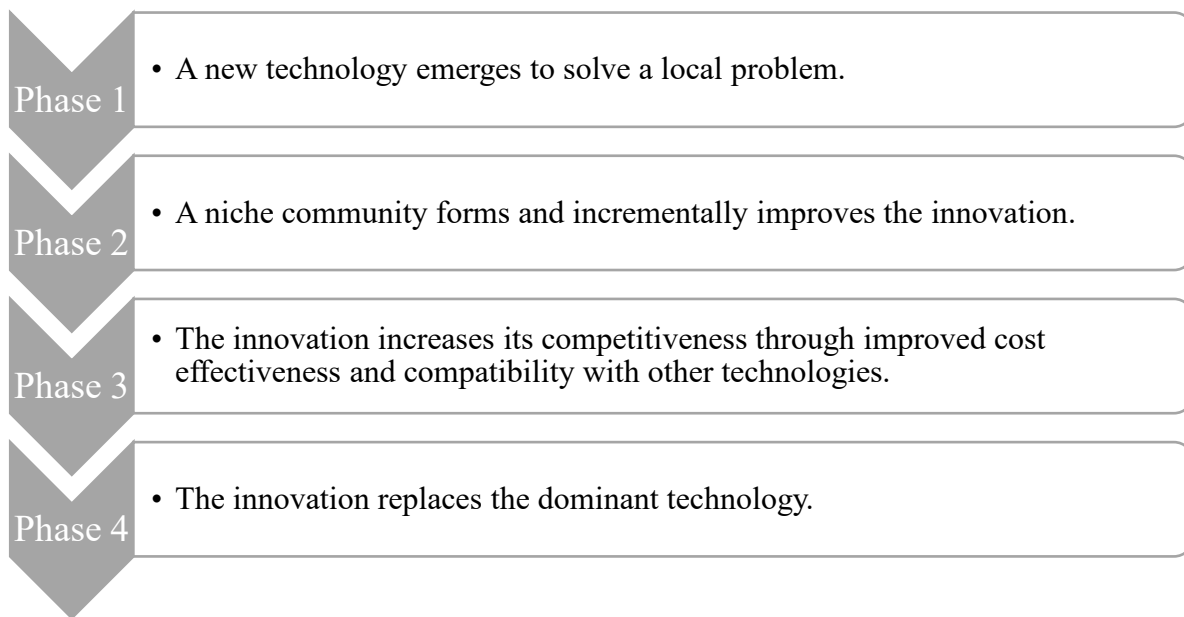 Phase 1
• A new technology emerges to solve a local problem.
Phase 2
• A niche community forms and incrementally improves the innovation.
Phase 3
• The innovation increases its competitiveness through improved cost
effectiveness and compatibility with other technologies.
Phase 4
• The innovation replaces the dominant technology.